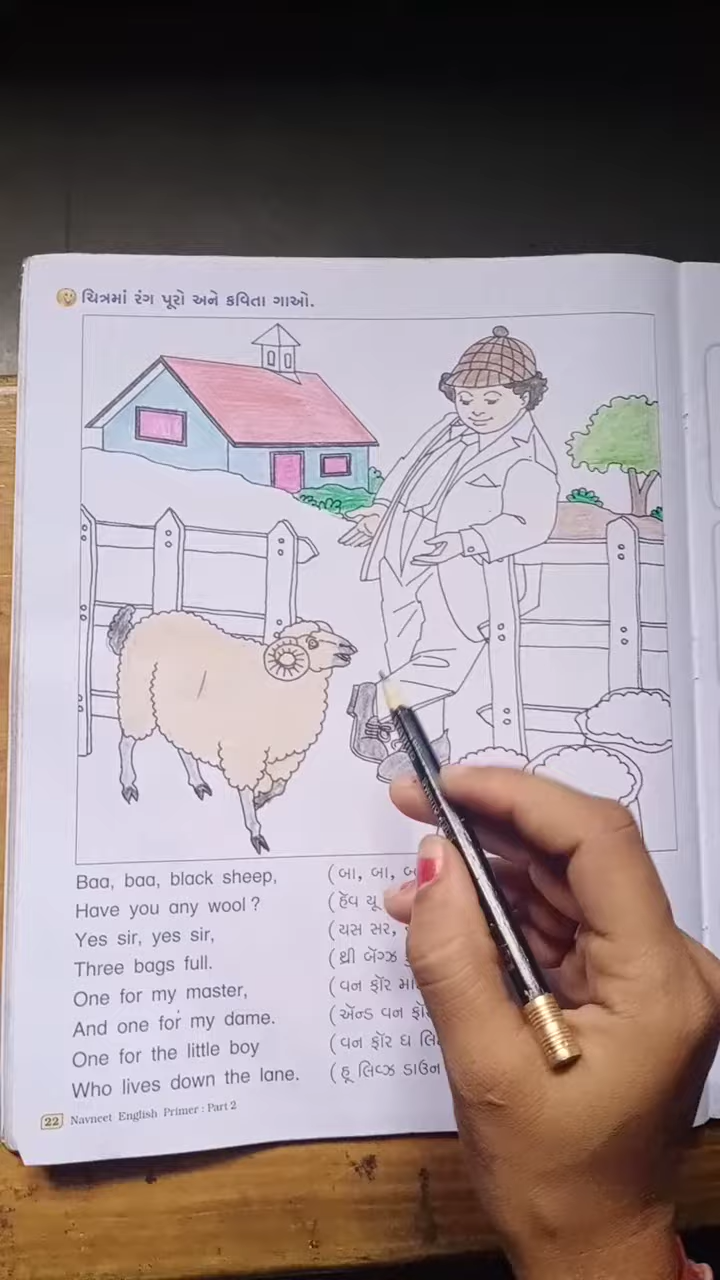 ચિત્રમાં રંગ પૂરો અને કવિતા ગાઓ.
Baa, baa, black sheep,
(બા, બા,
Have you any wool ?
(હૅવ યૂ
Yes sir, yes sir,
(યસ સર,
Three bags full.
(થ્રી બૅગ્ઝ
One for my master,
(વન ફૉર
And one for my dame.
(ઍન્ડ વન
One for the little boy
(વન ફૉર ધ
Who lives down the lane.
(હૂ લિવ્ઝ ડાઉન
22 Navneet English Primer : Part 2